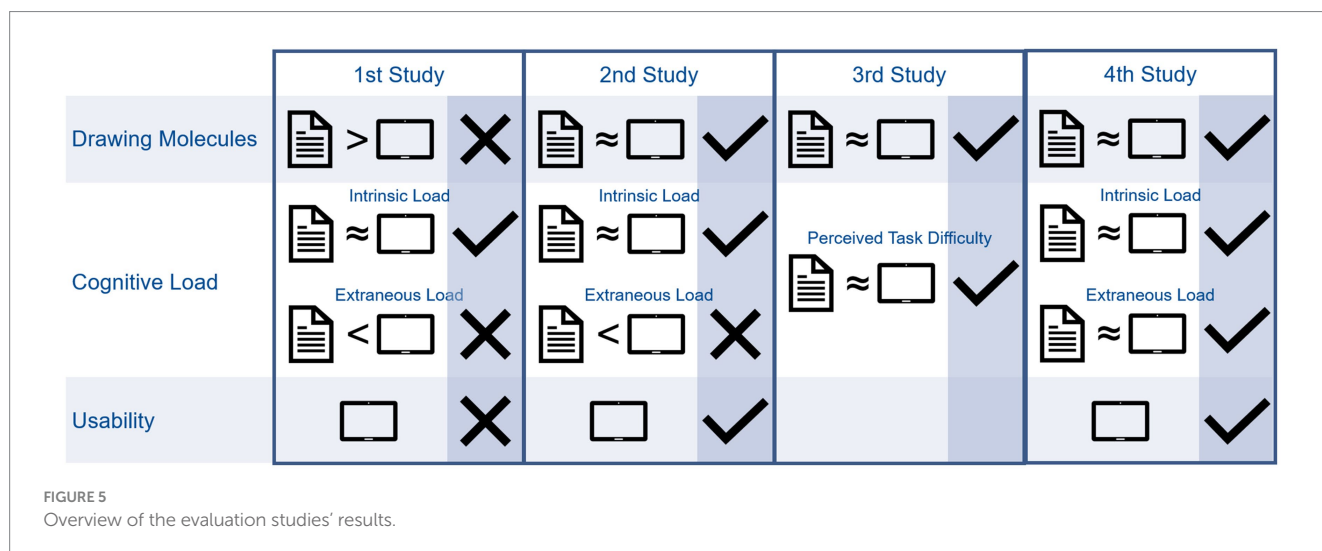 1st Study 2nd Study 3rd Study 4th Study
Drawing Molecules > ≈ ≈ ≈
Intrinsic Load Intrinsic Load Intrinsic Load
≈ ≈ ≈
Perceived Task Difficulty
Cognitive Load ≈
Extraneous Load Extraneous Load Extraneous Load
< < ≈
Usability
FIGURE 5
Overview of the evaluation studies’ results.